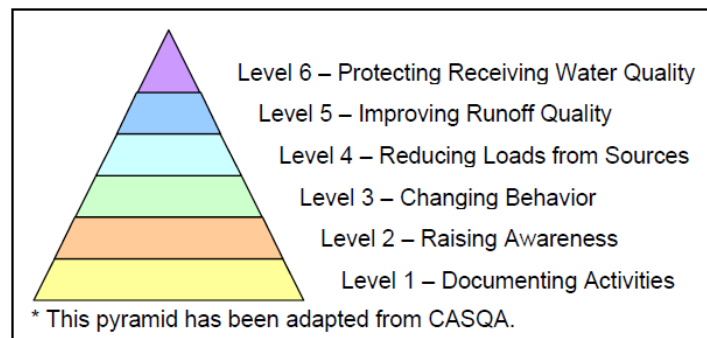 Level 6 – Protecting Receiving Water Quality
Level 5 – Improving Runoff Quality
Level 4 – Reducing Loads from Sources
Level 3 – Changing Behavior
Level 2 – Raising Awareness
Level 1 – Documenting Activities
* This pyramid has been adapted from CASQA.